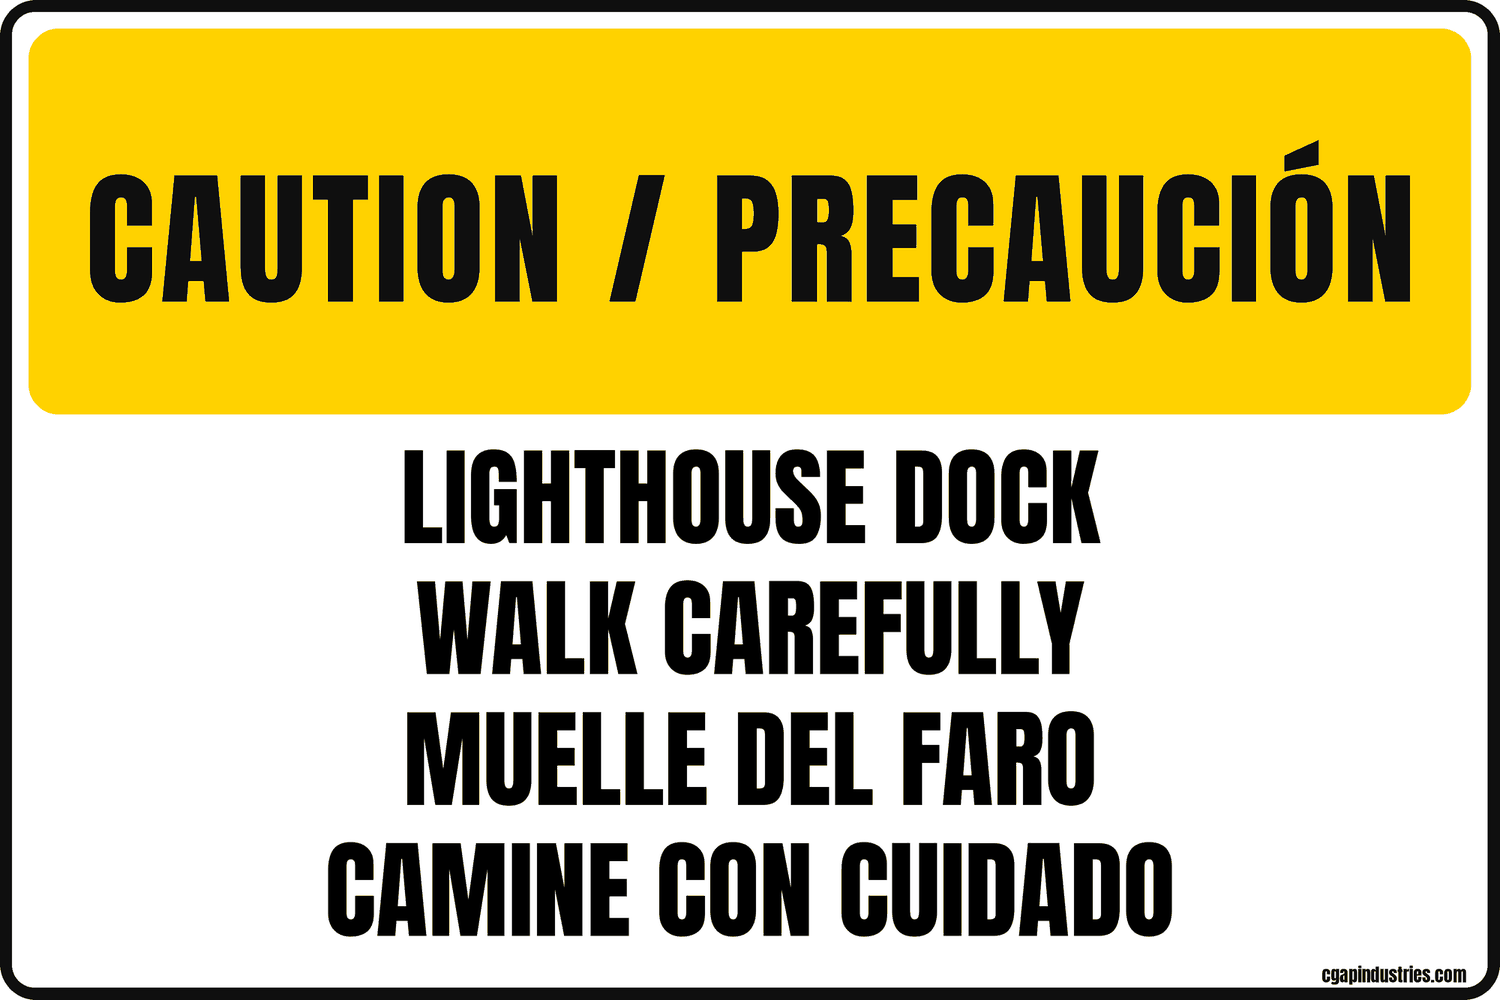 CAUTION / PRECAUCIÓN
LIGHTHOUSE DOCK
WALK CAREFULLY
MUELLE DEL FARO
CAMINE CON CUIDADO
cgapindustries.com